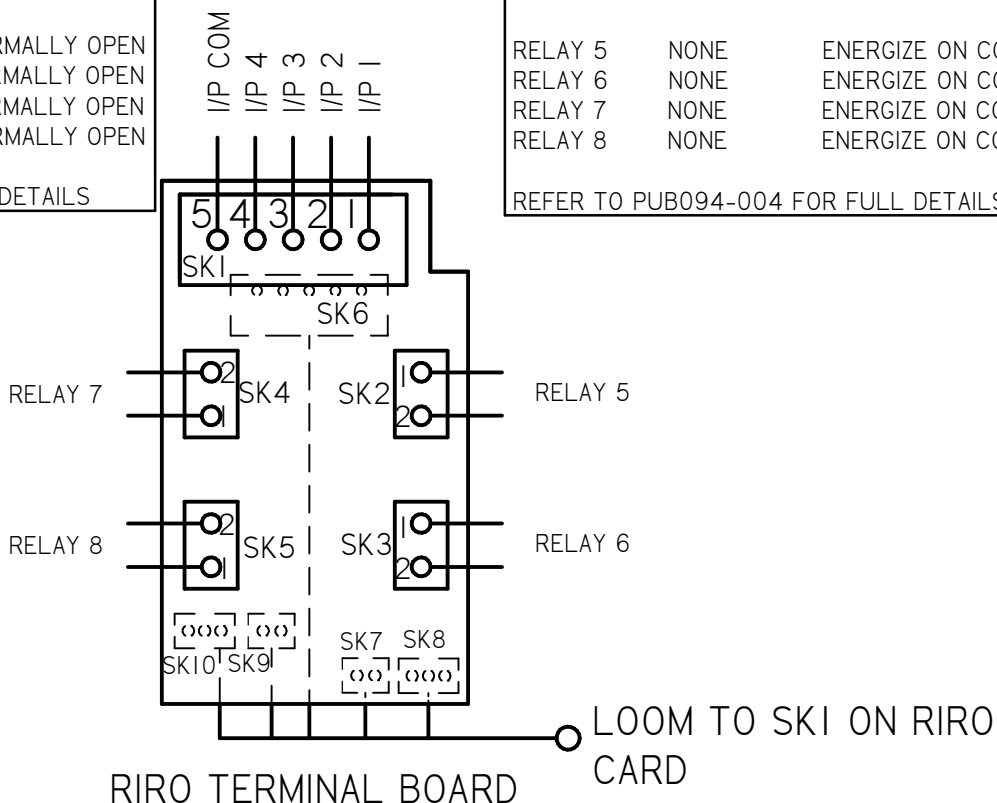 NORMALLY OPEN
NORMALLY OPEN
NORMALLY OPEN
NORMALLY OPEN
DETAILS
I/P COM
I/P 4
I/P 3
I/P 2
I/P 1
RELAY 5 NONE ENERGIZE ON CO
RELAY 6 NONE ENERGIZE ON CO
RELAY 7 NONE ENERGIZE ON CO
RELAY 8 NONE ENERGIZE ON CO
REFER TO PUB094-004 FOR FULL DETAILS
5 4 3 2 1
SK1
SK6
RELAY 7
2
1
SK4
SK2
1
2
RELAY 5
RELAY 8
2
1
SK5
SK3
1
2
RELAY 6
SK10
SK9
SK7
SK8
LOOM TO SK1 ON RIRO
CARD
RIRO TERMINAL BOARD